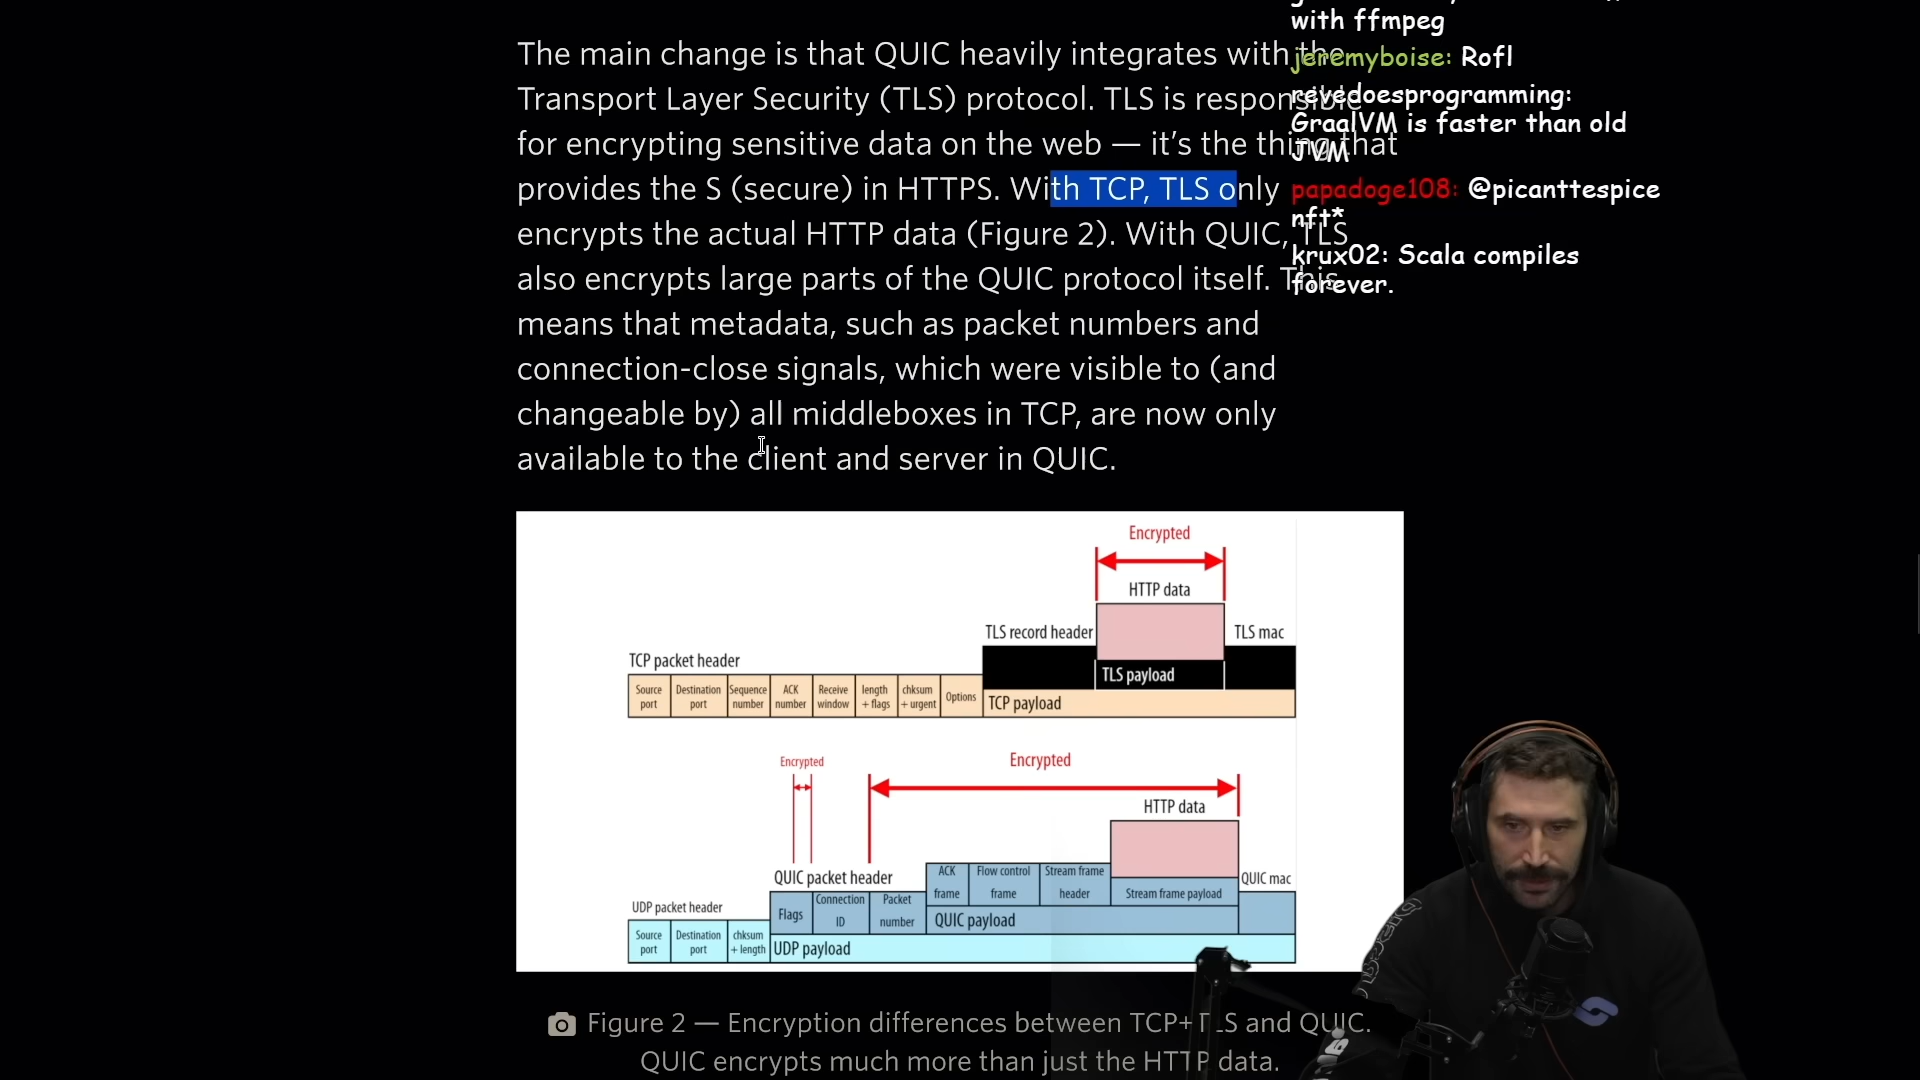 with ffmpeg
The main change is that QUIC heavily integrates with the
jeremyboise: Rofl
Transport Layer Security (TLS) protocol. TLS is responsible
revedoesprogramming:
GraalVM is faster than old
JVM
for encrypting sensitive data on the web — it's the thing that
provides the S (secure) in HTTPS. With TCP, TLS only
papadoge108: @picanttespice
nft*
encrypts the actual HTTP data (Figure 2). With QUIC, TLS
krux02: Scala compiles
forever.
also encrypts large parts of the QUIC protocol itself. This
means that metadata, such as packet numbers and
connection-close signals, which were visible to (and
changeable by) all middleboxes in TCP, are now only
available to the client and server in QUIC.
Encrypted
HTTP data
TLS record header
TLS mac
TCP packet header
TLS payload
Source port
Destination port
Sequence number
ACK number
Receive window
length + flags
chksum + urgent
Options
TCP payload
Encrypted
Encrypted
HTTP data
QUIC packet header
ACK frame
Flow control frame
Stream frame header
Stream frame payload
QUIC mac
UDP packet header
Flags
Connection ID
Packet number
QUIC payload
Source port
Destination port
chksum + length
UDP payload
Figure 2 — Encryption differences between TCP+TLS and QUIC.
QUIC encrypts much more than just the HTTP data.